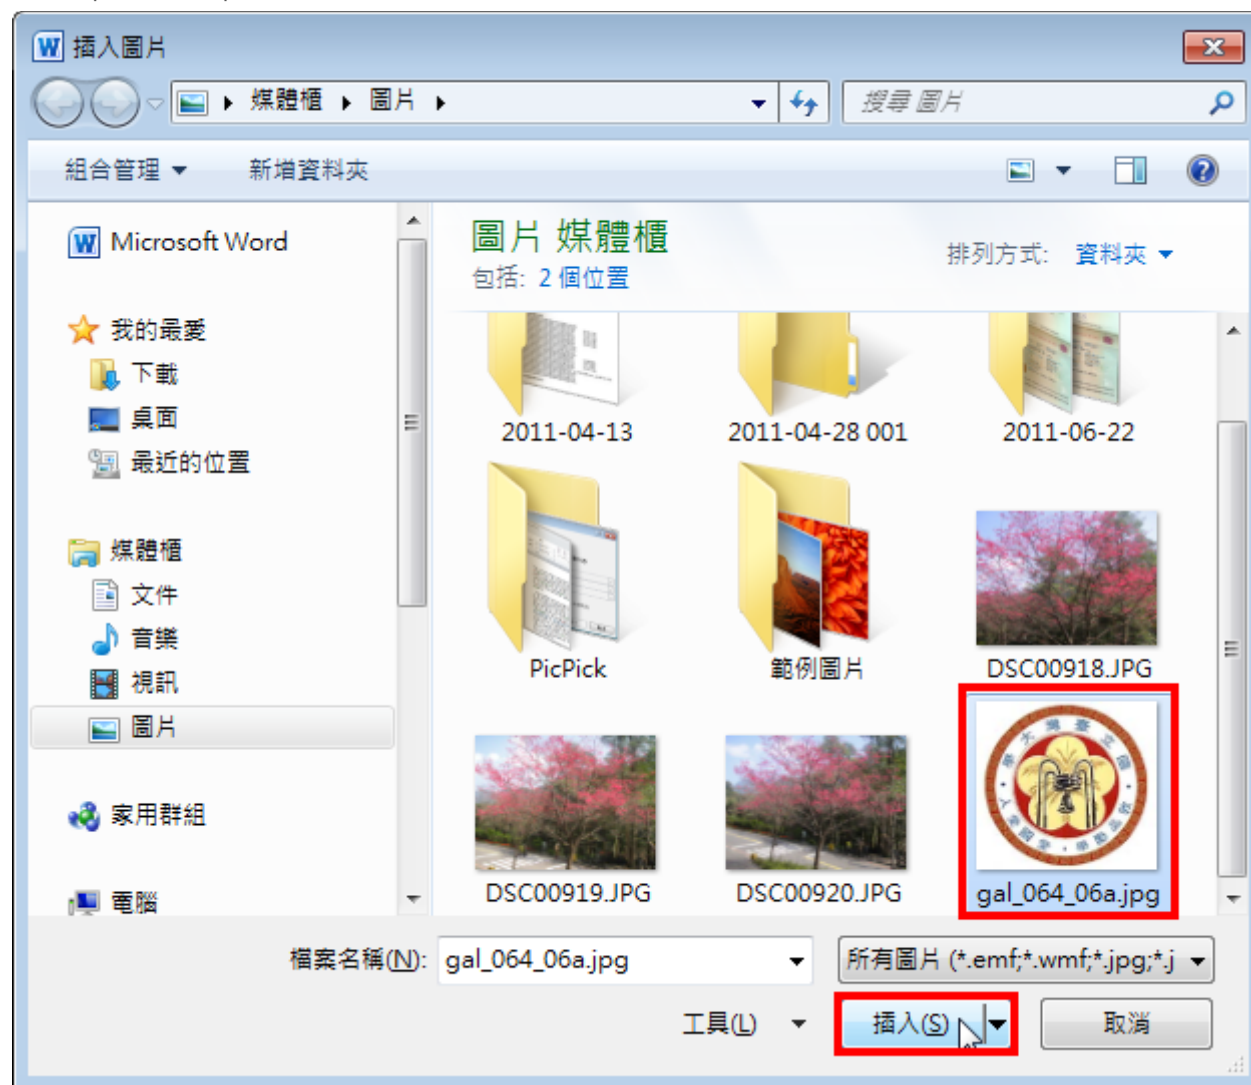 插入圖片
媒體櫃 圖片
搜尋 圖片
組合管理 新增資料夾
Microsoft Word
我的最愛
下載
桌面
最近的位置
媒體櫃
文件
音樂
視訊
圖片
家用群組
電腦
圖片 媒體櫃
包括: 2 個位置
排列方式: 資料夾
2011-04-13
2011-04-28 001
2011-06-22
PicPick
範例圖片
DSC00918.JPG
DSC00919.JPG
DSC00920.JPG
gal_064_06a.jpg
檔案名稱(N): gal_064_06a.jpg
所有圖片 (*.emf;*.wmf;*.jpg;*.j
工具(L) 插入(S) 取消